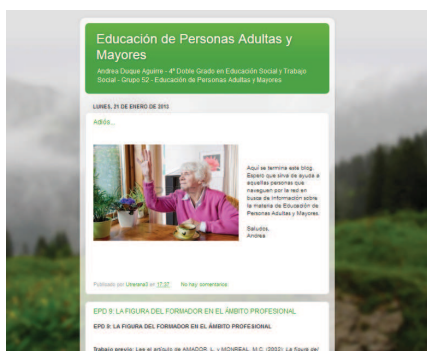 Educación de Personas Adultas y
Mayores
Andrea Duque Aguirre - 4º Doble Grado en Educación Social y Trabajo
Social - Grupo 52 - Educación de Personas Adultas y Mayores
LUNES, 21 DE ENERO DE 2013
Adiós...
Aquí se termina este blog.
Espero que sirva de ayuda a
aquellas personas que
naveguen por la red en
busca de información sobre
la materia de Educación de
Personas Adultas y Mayores.
Saludos,
Andrea
Publicado por en 17:37 No hay comentarios:
EPD 9: LA FIGURA DEL FORMADOR EN EL ÁMBITO PROFESIONAL
EPD 9: LA FIGURA DEL FORMADOR EN EL ÁMBITO PROFESIONAL
Trabajo previo: Lee el artículo de AMADOR, L. y MONREAL, M.C. (2002): La figura del